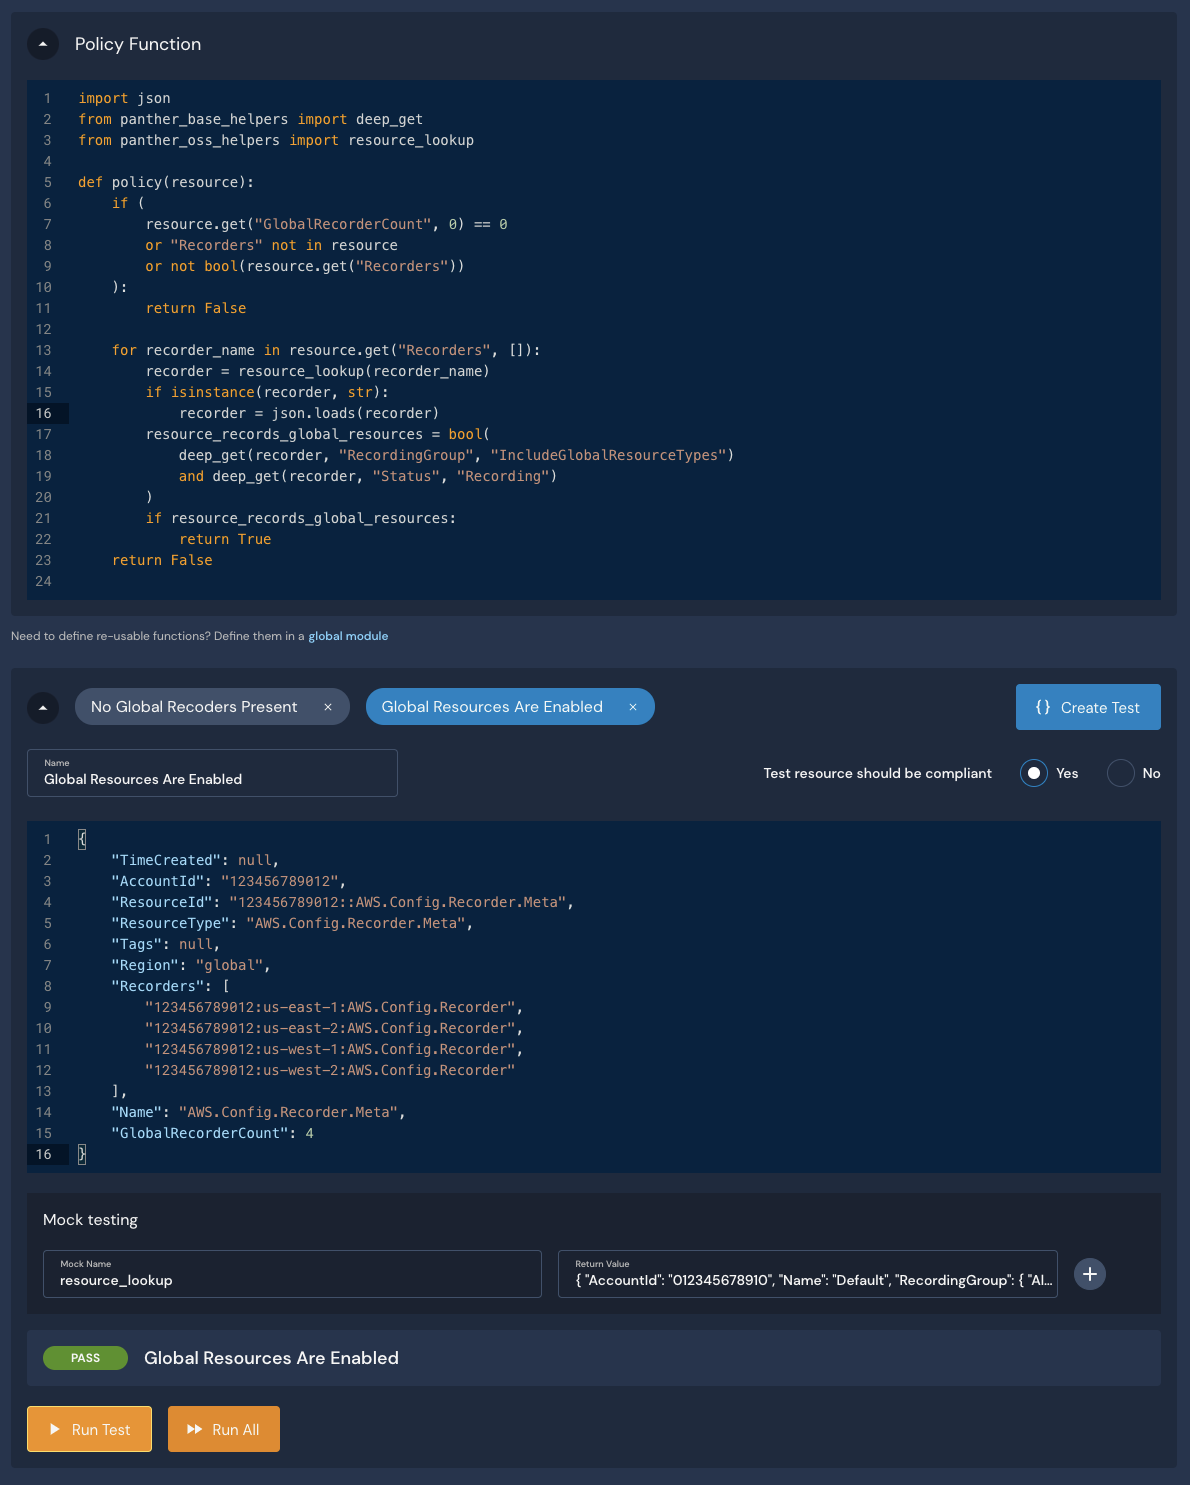 Policy Function
1 import json
2 from panther_base_helpers import deep_get
3 from panther_oss_helpers import resource_lookup
4
5 def policy(resource):
6     if (
7         resource.get("GlobalRecorderCount", 0) == 0
8         or "Recorders" not in resource
9         or not bool(resource.get("Recorders"))
10     ):
11         return False
12
13     for recorder_name in resource.get("Recorders", []):
14         recorder = resource_lookup(recorder_name)
15         if isinstance(recorder, str):
16             recorder = json.loads(recorder)
17         resource_records_global_resources = bool(
18             deep_get(recorder, "RecordingGroup", "IncludeGlobalResourceTypes")
19             and deep_get(recorder, "Status", "Recording")
20         )
21         if resource_records_global_resources:
22             return True
23     return False
24
Need to define re-usable functions? Define them in a global module
No Global Recoders Present ×
Global Resources Are Enabled ×
{} Create Test
Name
Global Resources Are Enabled
Test resource should be compliant Yes No
1 {
2     "TimeCreated": null,
3     "AccountId": "123456789012",
4     "ResourceId": "123456789012::AWS.Config.Recorder.Meta",
5     "ResourceType": "AWS.Config.Recorder.Meta",
6     "Tags": null,
7     "Region": "global",
8     "Recorders": [
9         "123456789012:us-east-1:AWS.Config.Recorder",
10         "123456789012:us-east-2:AWS.Config.Recorder",
11         "123456789012:us-west-1:AWS.Config.Recorder",
12         "123456789012:us-west-2:AWS.Config.Recorder"
13     ],
14     "Name": "AWS.Config.Recorder.Meta",
15     "GlobalRecorderCount": 4
16 }
Mock testing
Mock Name
resource_lookup
Return Value
{ "AccountId": "012345678910", "Name": "Default", "RecordingGroup": { "Al...
PASS Global Resources Are Enabled
Run Test
Run All